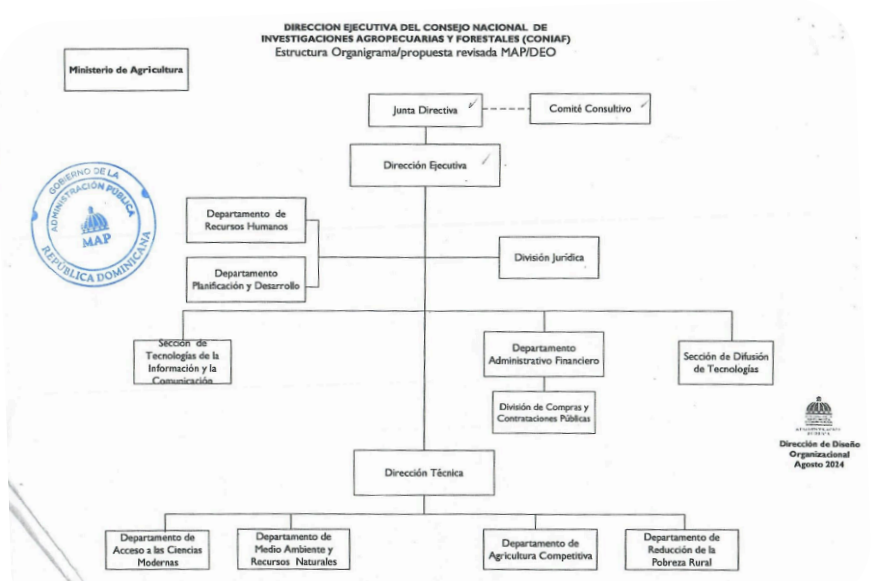 DIRECCION EJECUTIVA DEL CONSEJO NACIONAL DE
INVESTIGACIONES AGROPECUARIAS Y FORESTALES (CONIAF)
Estructura Organigrama/propuesta revisada MAP/DEO
Ministerio de Agricultura
Junta Directiva
Comité Consultivo
Dirección Ejecutiva
GOBIERNO DE LA
REPÚBLICA DOMINICANA
ADMINISTRACIÓN PÚBLICA
MAP
Departamento de
Recursos Humanos
División Jurídica
Departamento
Planificación y Desarrollo
Sección de
Tecnologías de la
Información y la
Comunicación
Departamento
Administrativo Financiero
Sección de Difusión
de Tecnologías
División de Compras y
Contrataciones Públicas
Dirección de Diseño
Organizacional
Agosto 2024
Dirección Técnica
Departamento de
Acceso a las Ciencias
Modernas
Departamento de
Medio Ambiente y
Recursos Naturales
Departamento de
Agricultura Competitiva
Departamento de
Reducción de la
Pobreza Rural